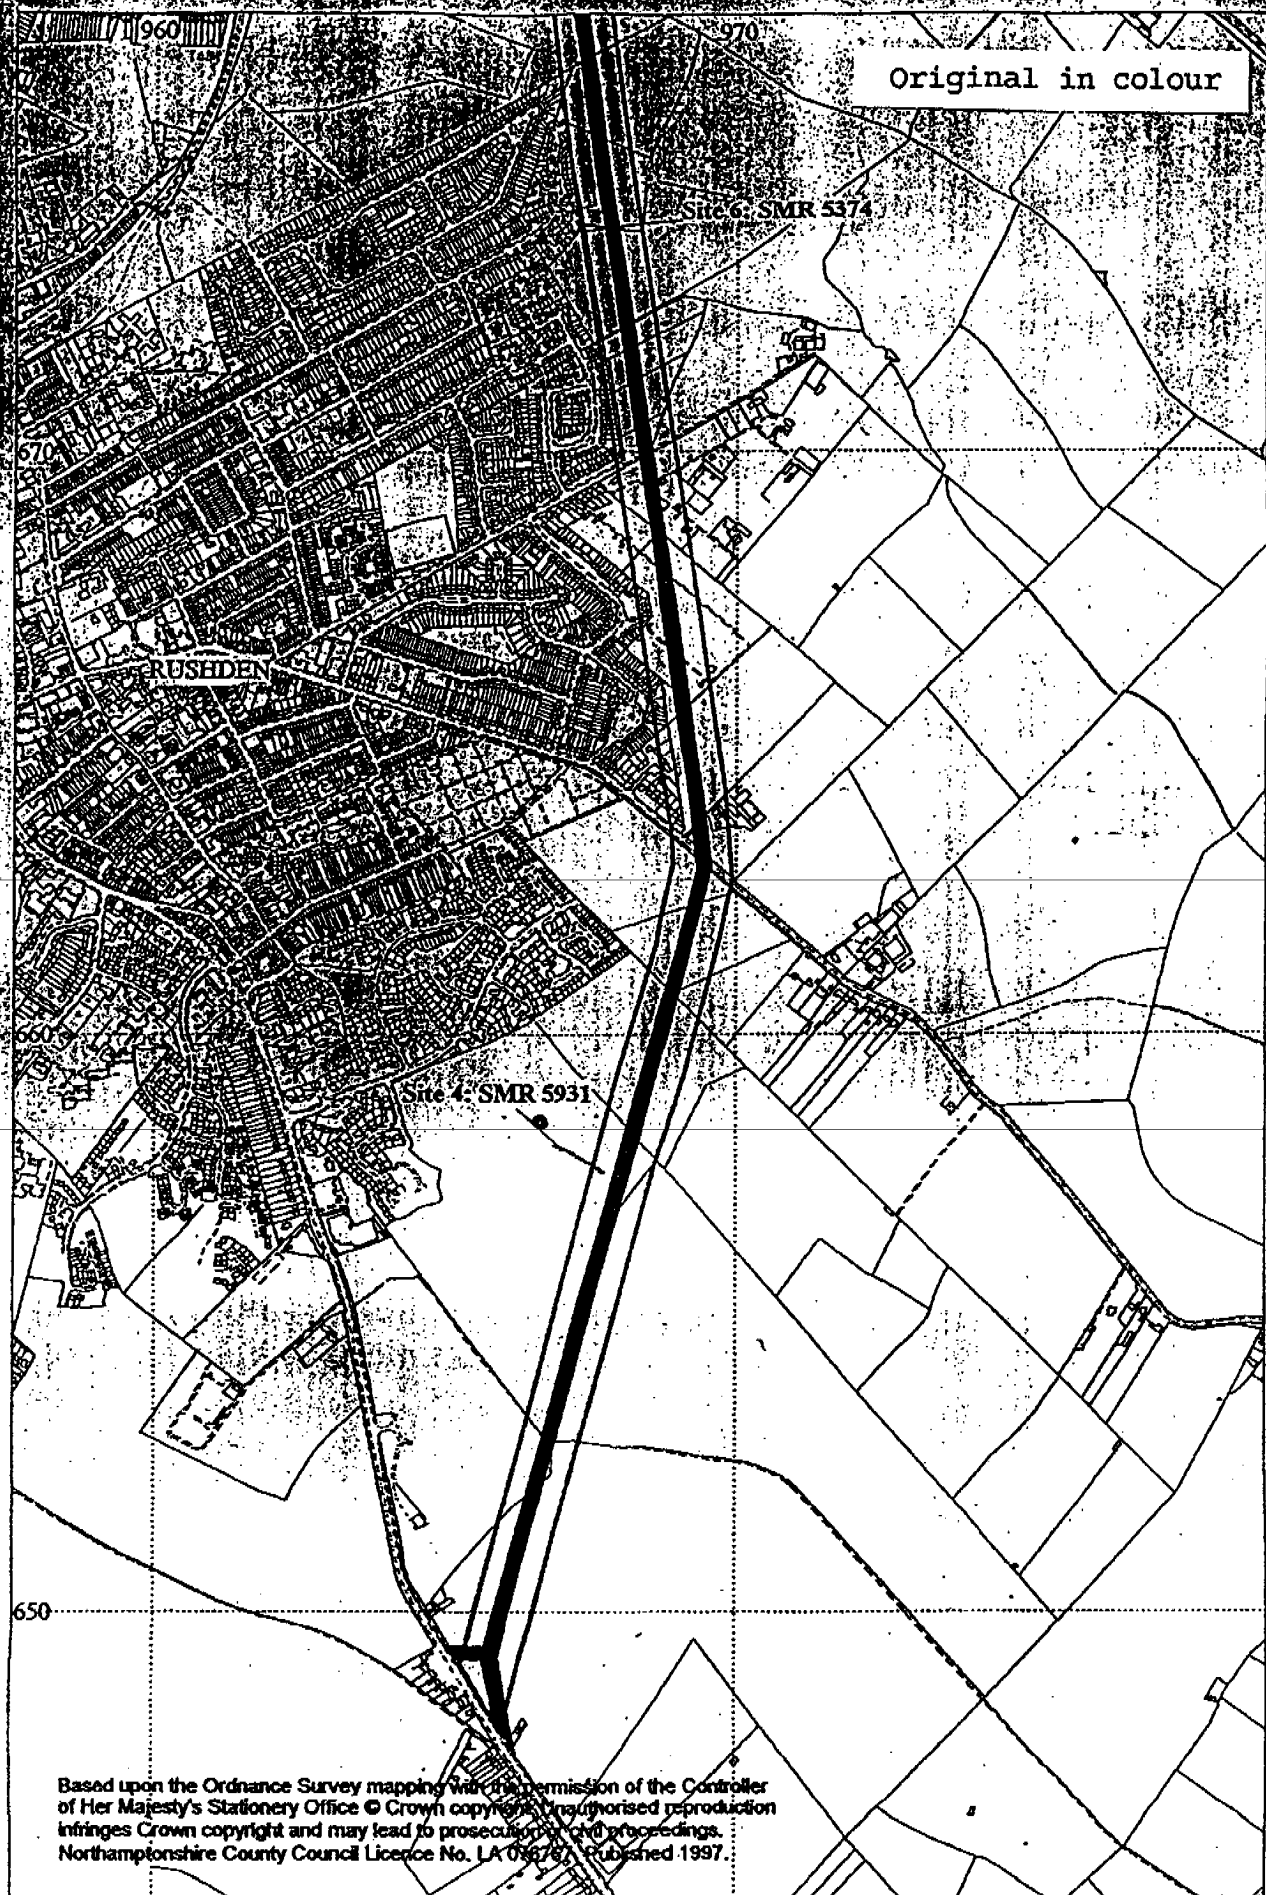 960
970
Original in colour
Site 6: SMR 5374
670
RUSHDEN
660
Site 4: SMR 5931
650
Based upon the Ordnance Survey mapping with the permission of the Controller
of Her Majesty's Stationery Office © Crown copyright. Unauthorised reproduction
infringes Crown copyright and may lead to prosecution or civil proceedings.
Northamptonshire County Council Licence No. LA Published 1997.